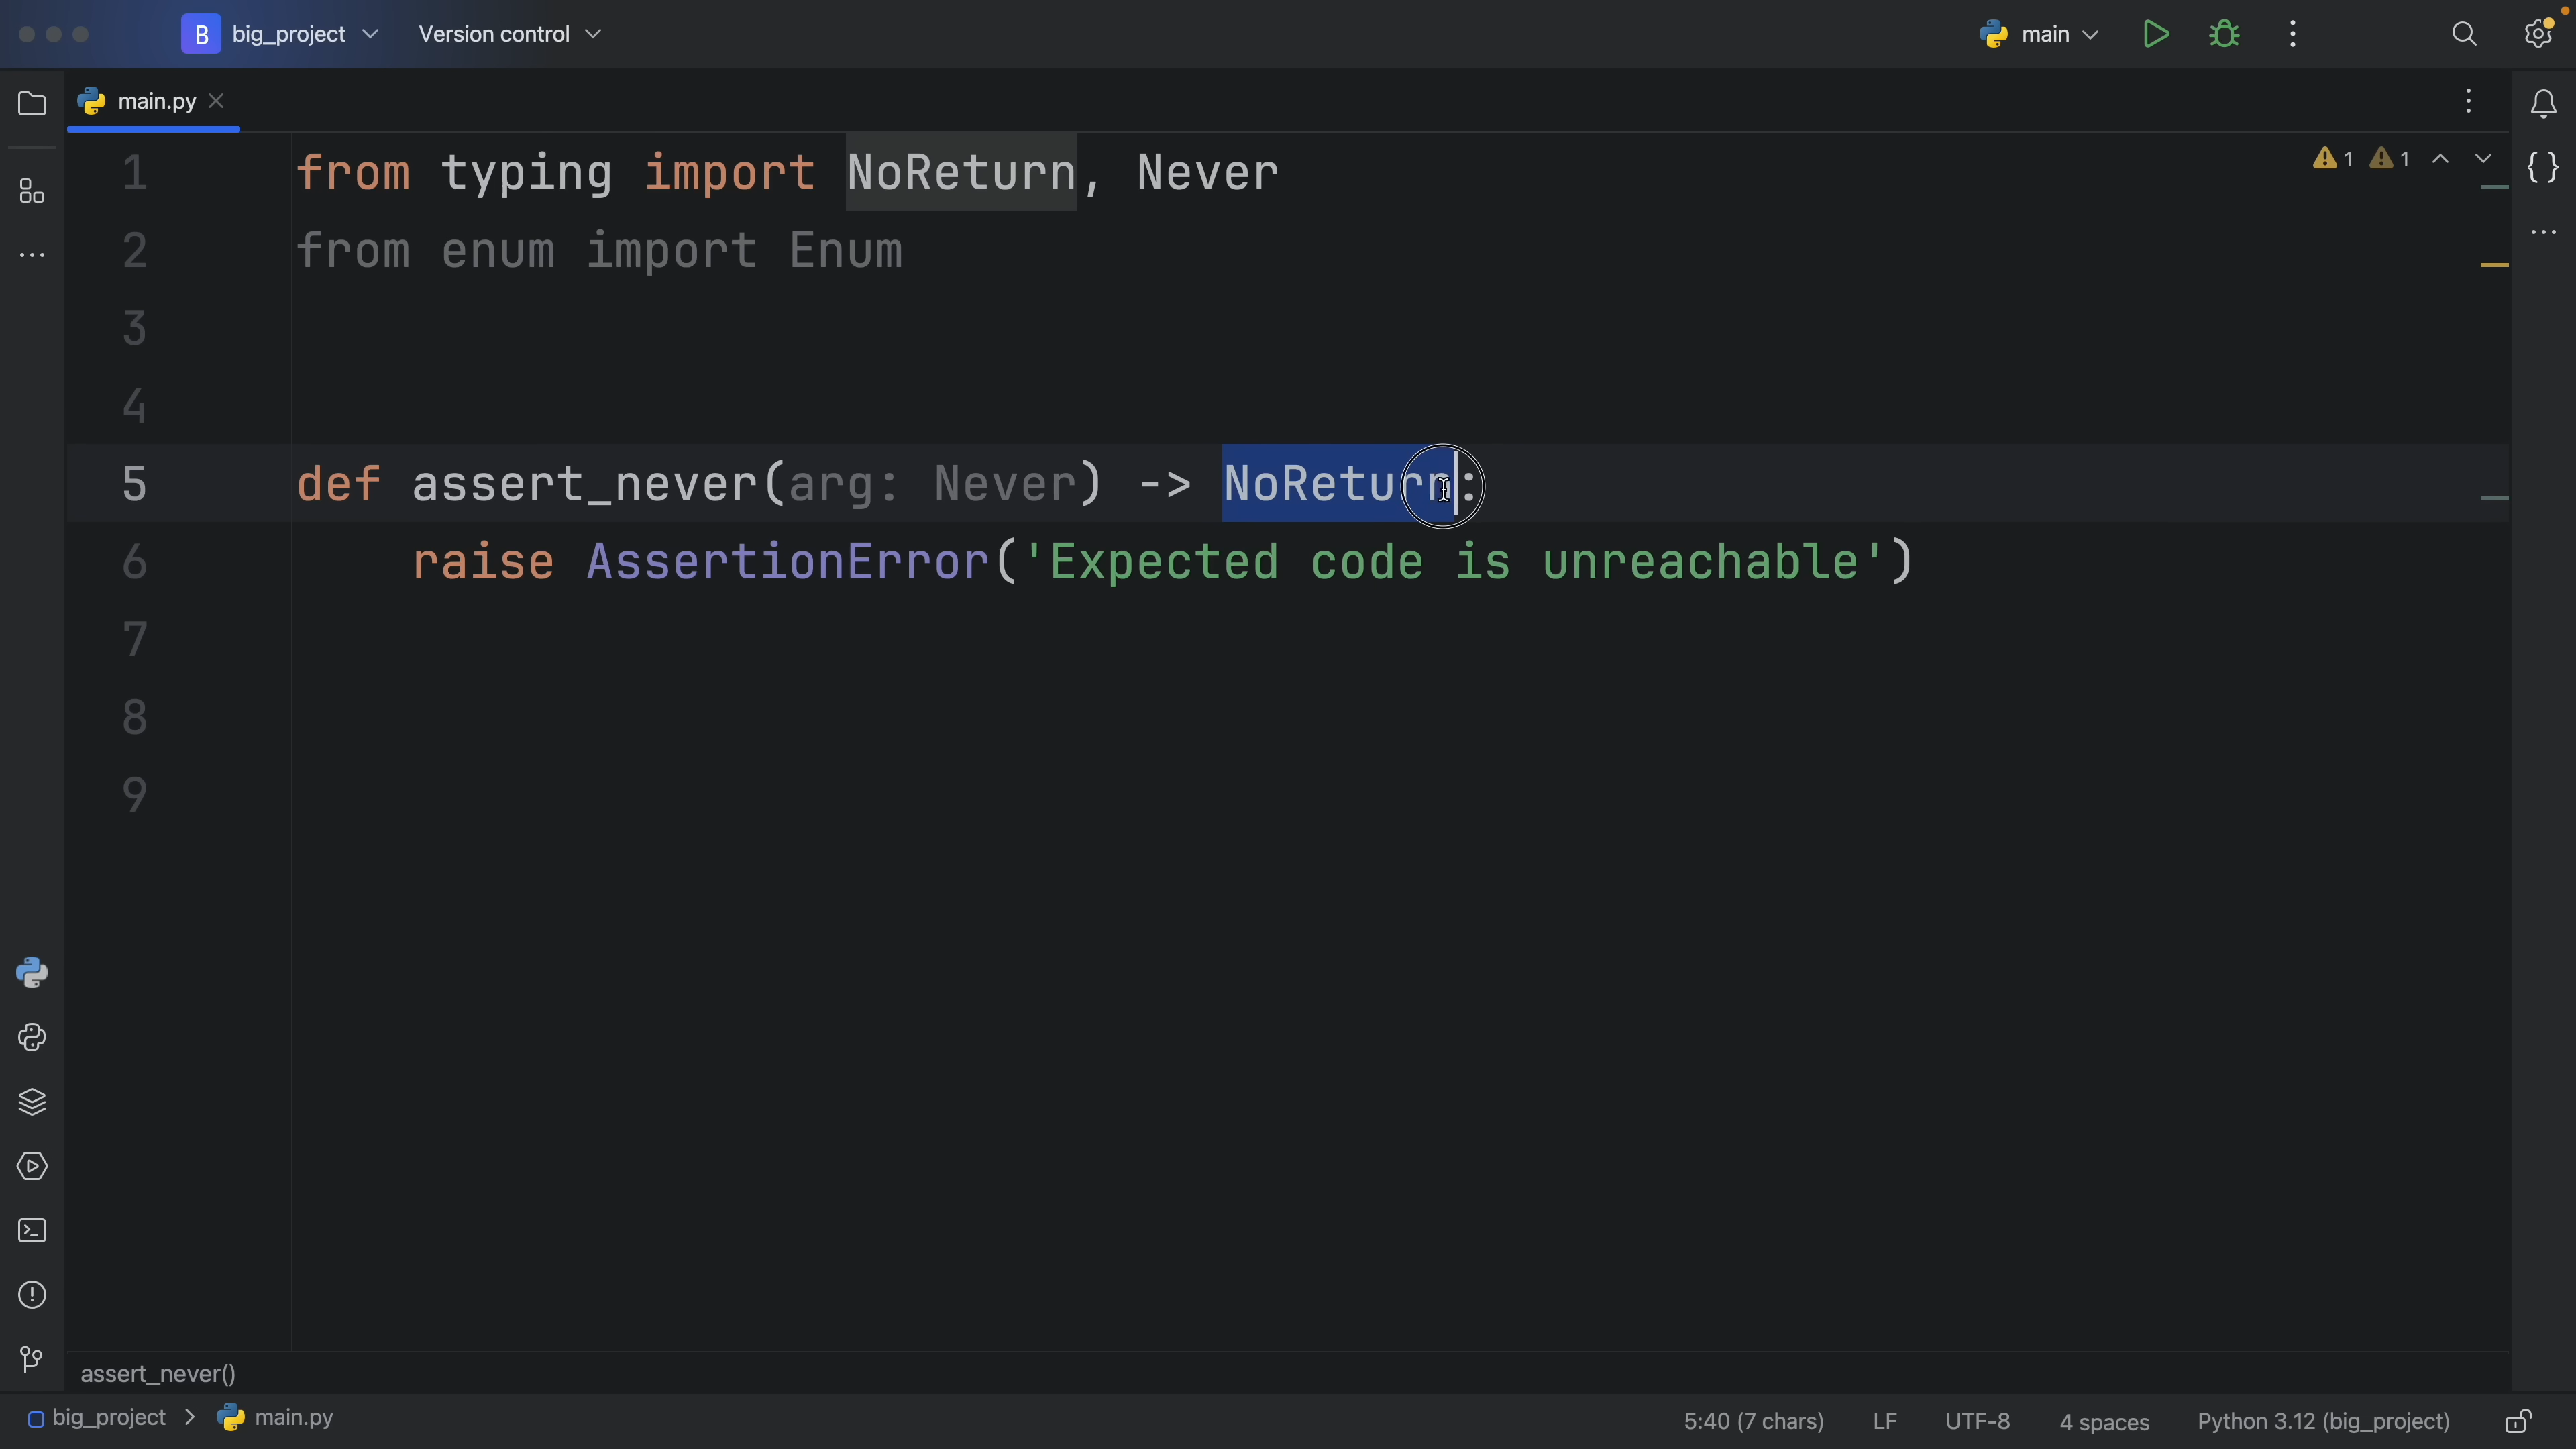 B big_project Version control main
main.py
1 from typing import NoReturn, Never 1 1
2 from enum import Enum
3
4
5 def assert_never(arg: Never) -> NoReturn:
6 raise AssertionError('Expected code is unreachable')
7
8
9
assert_never()
big_project > main.py 5:40 (7 chars) LF UTF-8 4 spaces Python 3.12 (big_project)